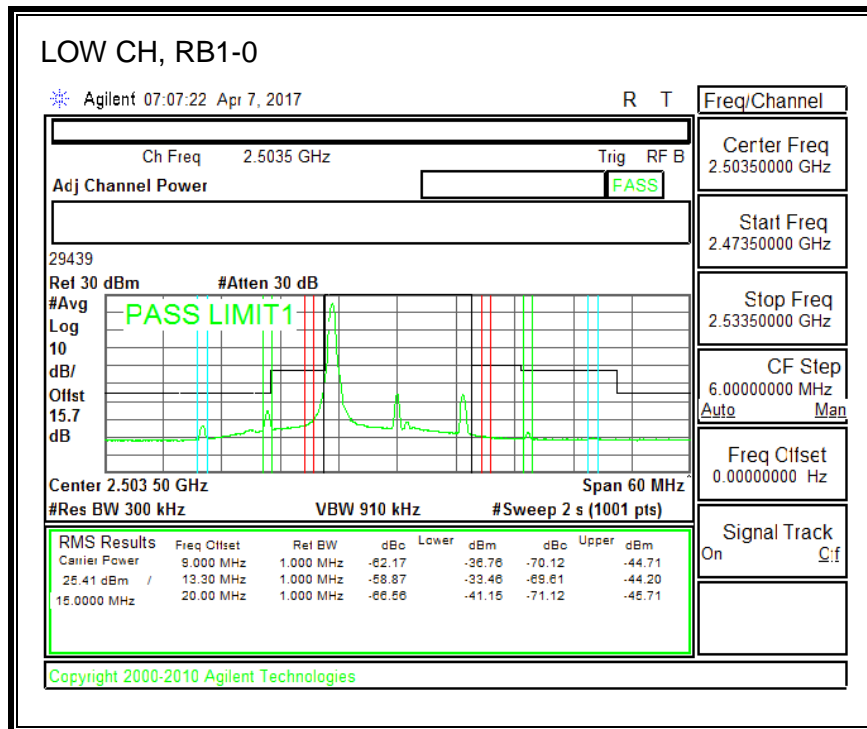 LOW CH, RB1-0
Agilent 07:07:22 Apr 7, 2017 R T
Freq/Channel
Ch Freq 2.5035 GHz Trig RF B
Adj Channel Power PASS
Center Freq
2.50350000 GHz
Start Freq
2.47350000 GHz
Stop Freq
2.53350000 GHz
CF Step
6.00000000 MHz
Auto Man
Freq Offset
0.00000000 Hz
Signal Track
On Off
29439
Ref 30 dBm #Atten 30 dB
#Avg
Log
10
dB/
Offst
15.7
dB
PASS LIMIT1
Center 2.503 50 GHz Span 60 MHz^
#Res BW 300 kHz VBW 910 kHz #Sweep 2 s (1001 pts)
RMS Results Freq Offset Ref BW dBc Lower dBm dBc Upper dBm
Carrier Power 9.000 MHz 1.000 MHz -62.17 -36.76 -70.12 -44.71
25.41 dBm / 13.30 MHz 1.000 MHz -58.87 -33.46 -69.61 -44.20
15.0000 MHz 20.00 MHz 1.000 MHz -66.56 -41.15 -71.12 -45.71
Copyright 2000-2010 Agilent Technologies